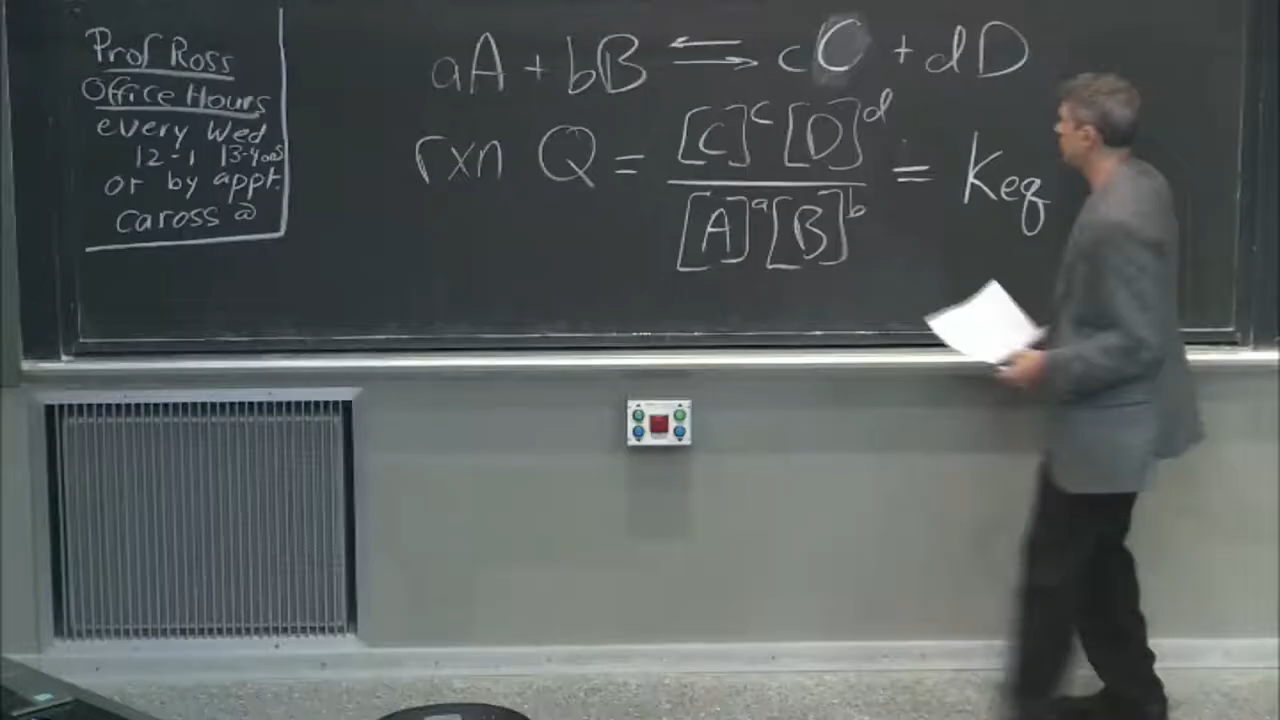 Prof Ross
Office Hours
every Wed
12-1 13-4005
or by appt.
caross @
aA + bB ⇌ cC + dD
rxn Q = [C]^c [D]^d / [A]^a [B]^b = Keq